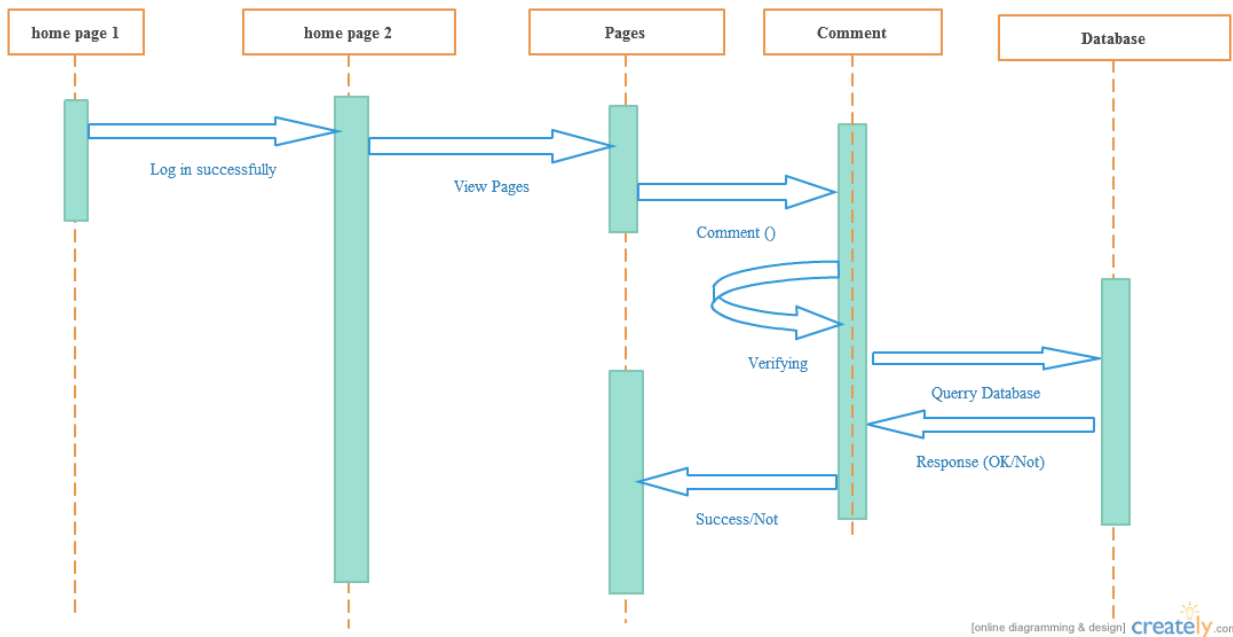 home page 1
home page 2
Pages
Comment
Database
Log in successfully
View Pages
Comment ()
Verifying
Querry Database
Response (OK/Not)
Success/Not
[online diagramming & design] creately.com